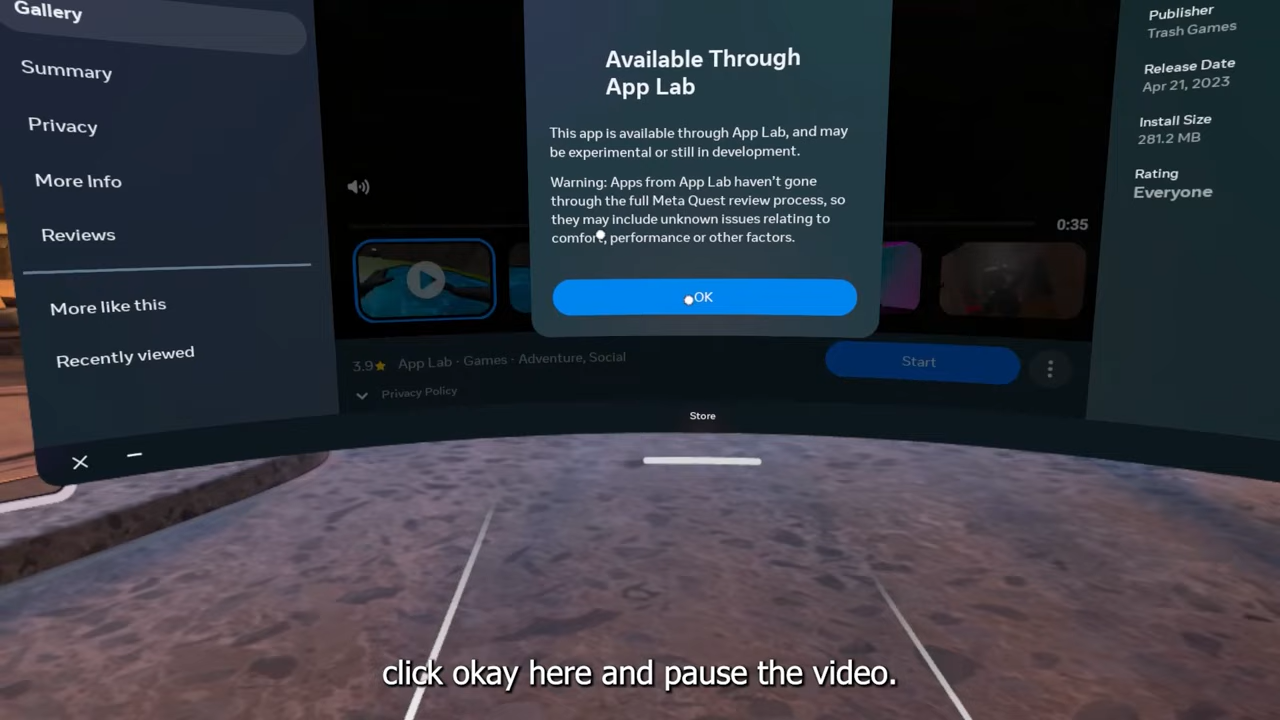 Gallery
Summary
Privacy
More Info
Reviews
More like this
Recently viewed
Available Through
App Lab
This app is available through App Lab, and may
be experimental or still in development.
Warning: Apps from App Lab haven't gone
through the full Meta Quest review process, so
they may include unknown issues relating to
comfort, performance or other factors.
OK
0:35
3.9★ App Lab · Games · Adventure, Social
Privacy Policy
Start
Store
Publisher
Trash Games
Release Date
Apr 21, 2023
Install Size
281.2 MB
Rating
Everyone
click okay here and pause the video.